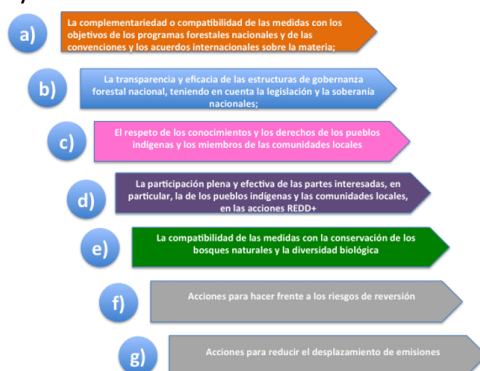 a)
La complementariedad o compatibilidad de las medidas con los
objetivos de los programas forestales nacionales y de las
convenciones y los acuerdos internacionales sobre la materia;
b)
La transparencia y eficacia de las estructuras de gobernanza
forestal nacional, teniendo en cuenta la legislación y la soberanía
nacionales;
c)
El respeto de los conocimientos y los derechos de los pueblos
indígenas y los miembros de las comunidades locales
d)
La participación plena y efectiva de las partes interesadas, en
particular, la de los pueblos indígenas y las comunidades locales,
en las acciones REDD+
e)
La compatibilidad de las medidas con la conservación de los
bosques naturales y la diversidad biológica
f)
Acciones para hacer frente a los riesgos de reversión
g)
Acciones para reducir el desplazamiento de emisiones